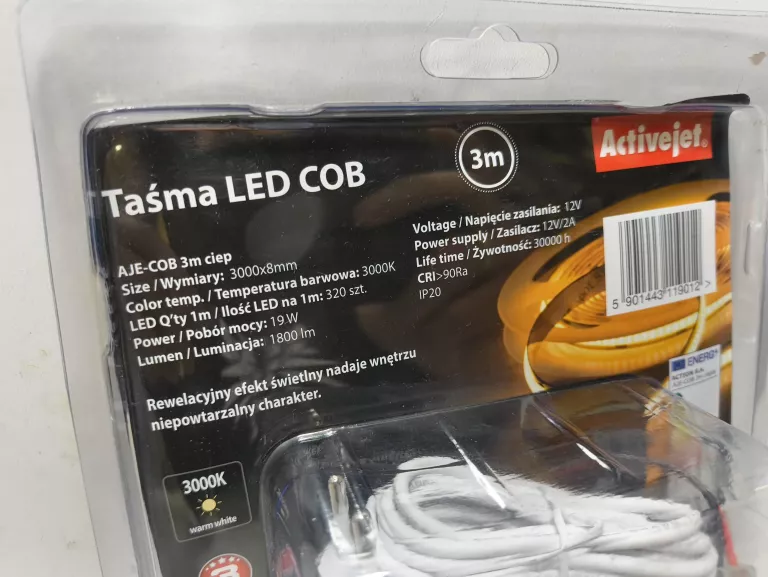 Activejet®
3m
Taśma LED COB
AJE-COB 3m ciep
Size / Wymiary: 3000x8mm
Color temp. / Temperatura barwowa: 3000K
LED Q'ty 1m / Ilość LED na 1m: 320 szt.
Power / Pobór mocy: 19 W
Lumen / Luminacja: 1800 lm
Voltage / Napięcie zasilania: 12V
Power supply / Zasilacz: 12V/2A
Life time / Żywotność: 30000 h
CRI>90Ra
IP20
5 901443 119012 >
ENERG
ACTION S.A.
Rewelacyjny efekt świetlny nadaje wnętrzu
niepowtarzalny charakter.
3000K
warm white
3